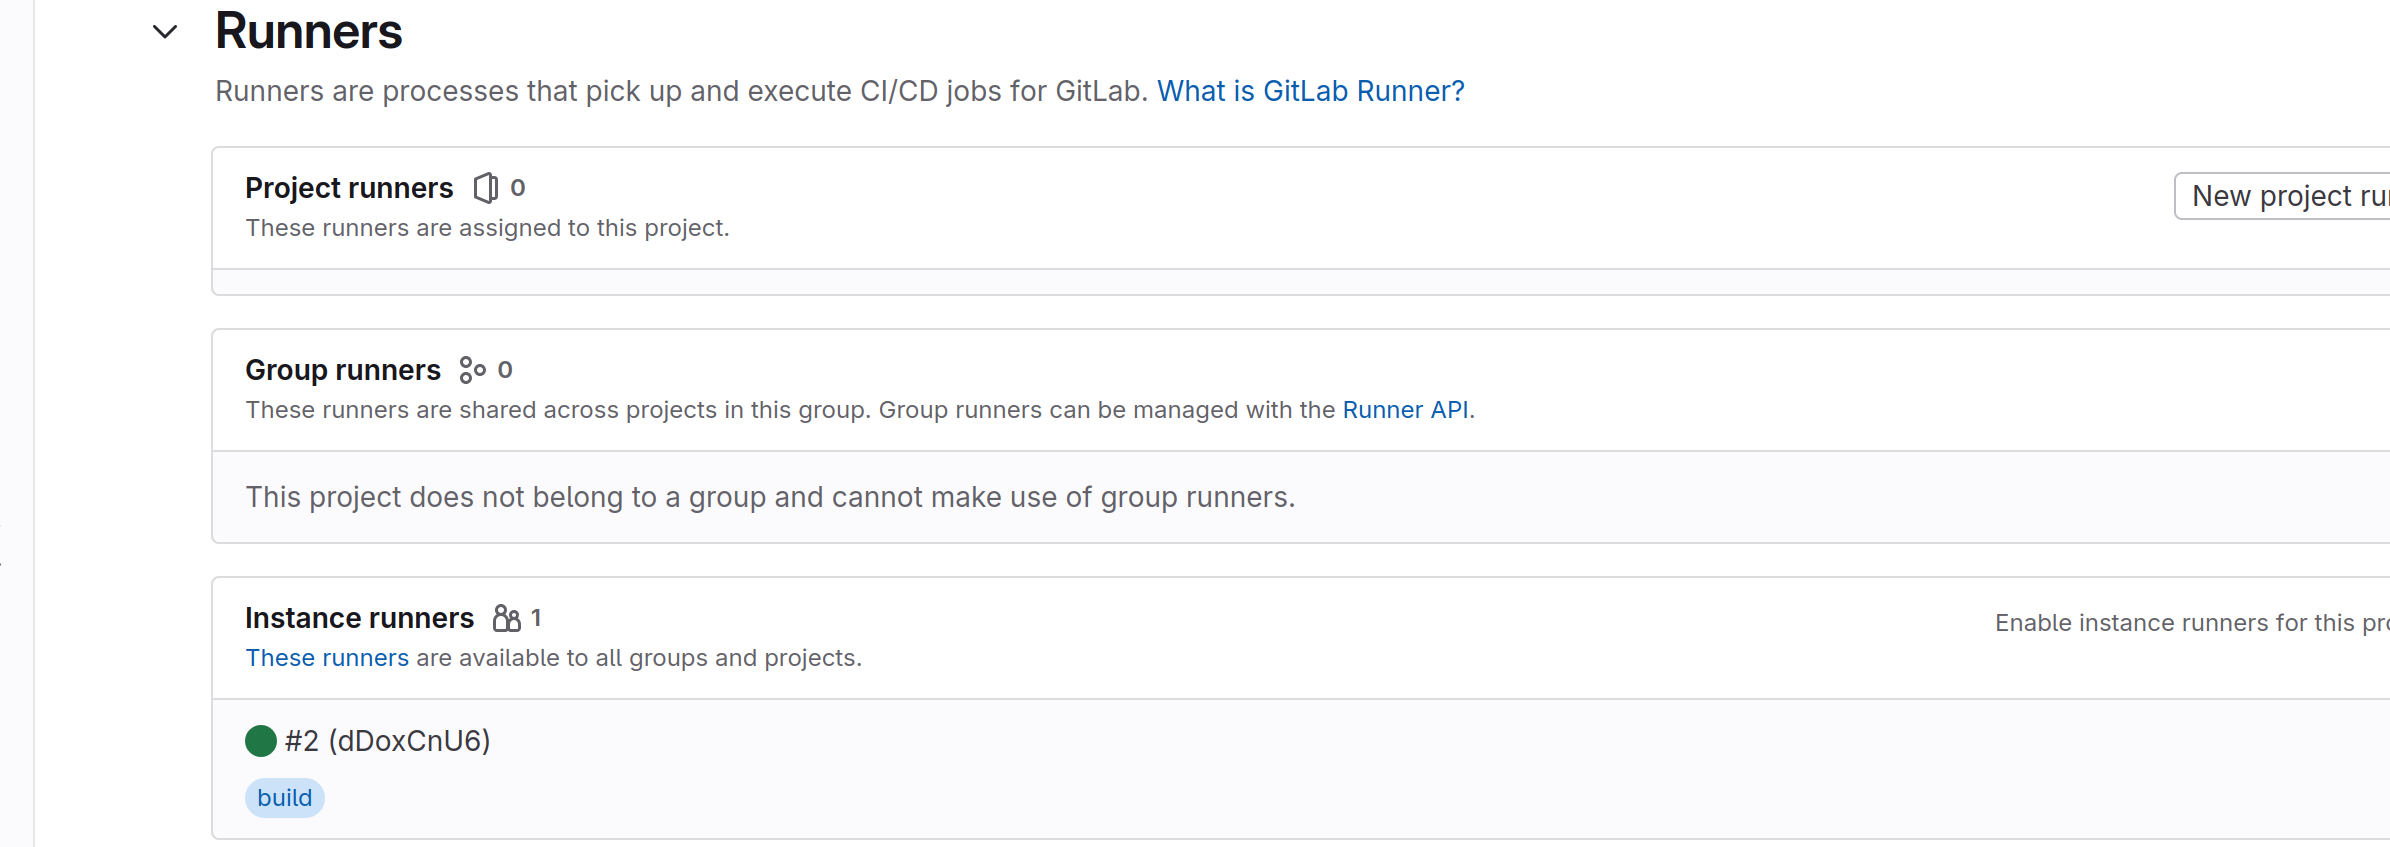 Runners
Runners are processes that pick up and execute CI/CD jobs for GitLab. What is GitLab Runner?
Project runners 0
New project
These runners are assigned to this project.
Group runners 0
These runners are shared across projects in this group. Group runners can be managed with the Runner API.
This project does not belong to a group and cannot make use of group runners.
Instance runners 1
Enable instance runners for this
These runners are available to all groups and projects.
#2 (dDoxCnU6)
build